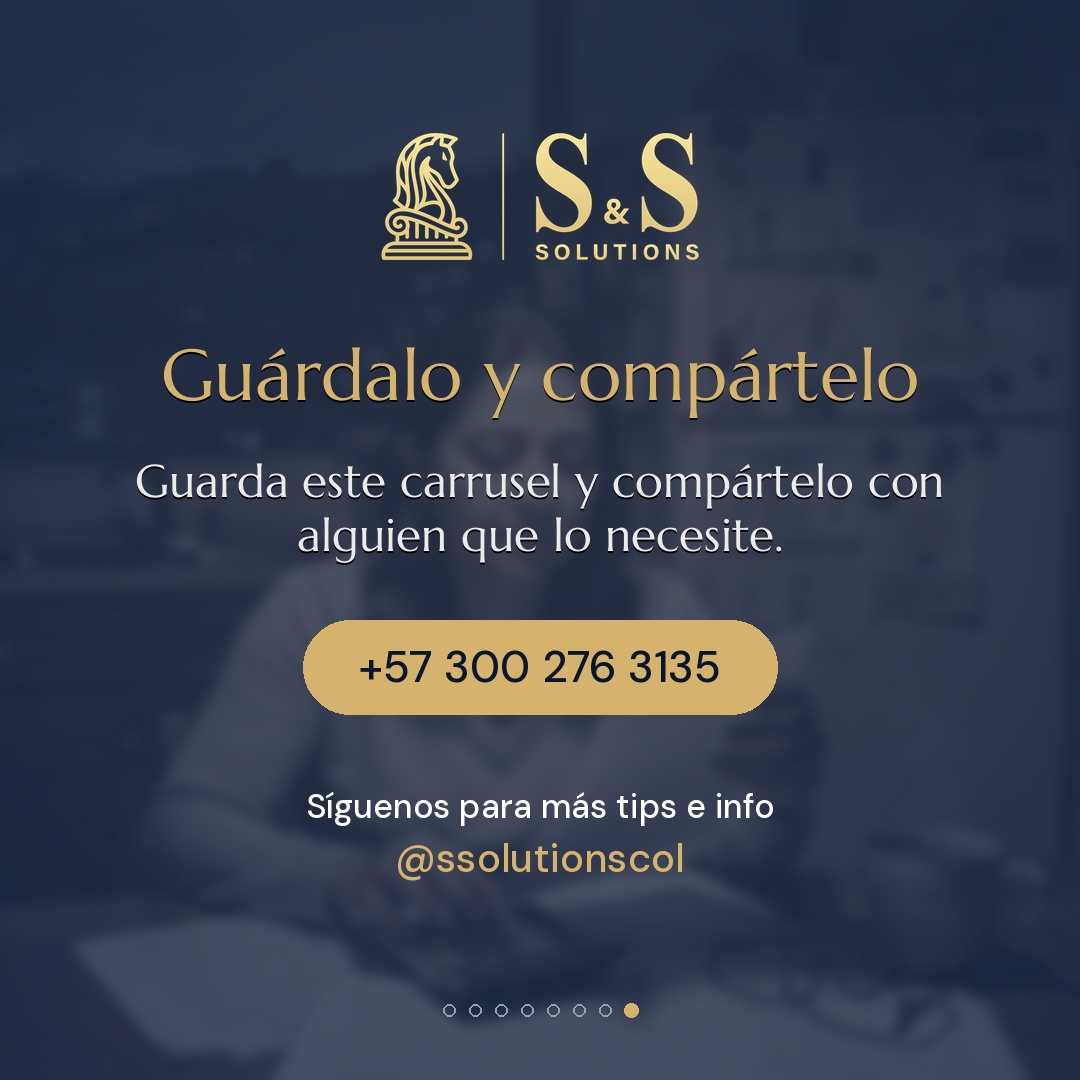 S&S
SOLUTIONS
Guárdalo y compártelo
Guarda este carrusel y compártelo con
alguien que lo necesite.
+57 300 276 3135
Síguenos para más tips e info
@ssolutionscol